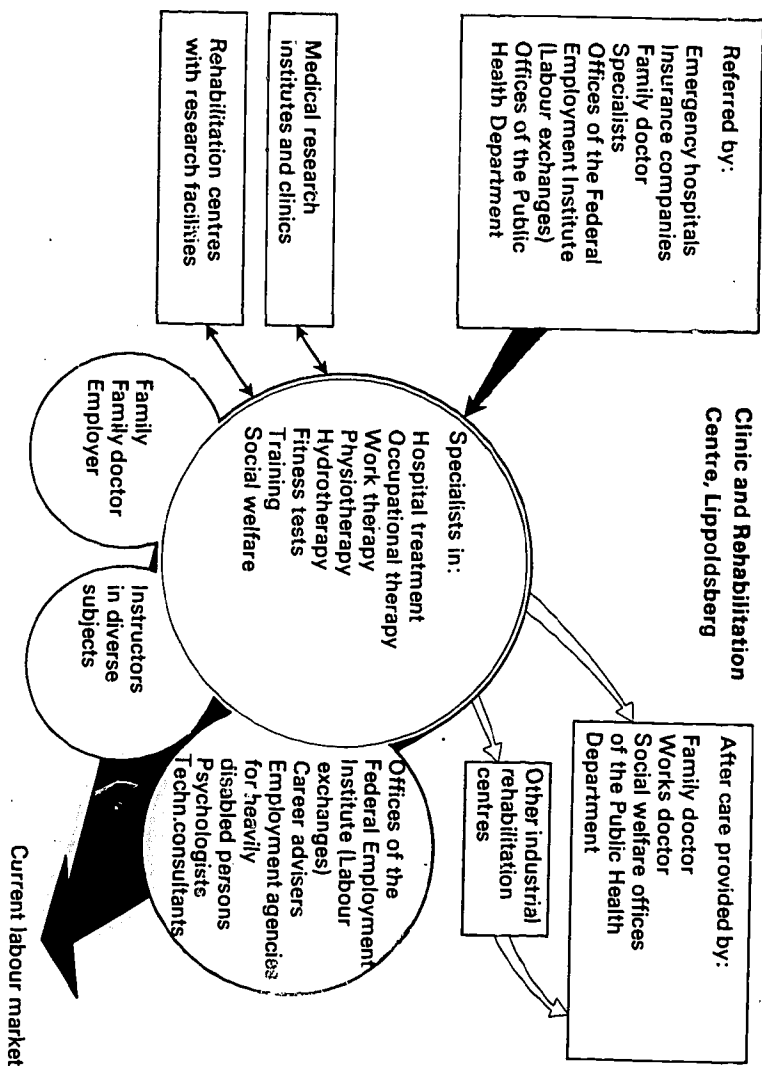 Clinic and Rehabilitation
Centre, Lippoldsberg
Referred by:
Emergency hospitals
Insurance companies
Family doctor
Specialists
Offices of the Federal
Employment Institute
(Labour exchanges)
Offices of the Public
Health Department
After care provided by:
Family doctor
Works doctor
Social welfare offices
of the Public Health
Department
Medical research
institutes and clinics
Rehabilitation centres
with research facilities
Specialists in:
Hospital treatment
Occupational therapy
Work therapy
Physiotherapy
Hydrotherapy
Fitness tests
Training
Social welfare
Other industrial
rehabilitation
centres
Family
Family doctor
Employer
Instructors
in diverse
subjects
Offices of the
Federal Employment
Institute (Labour
exchanges)
Career advisers
Employment agencies
for heavily
disabled persons
Psychologists
Techn.consultants
Current labour market